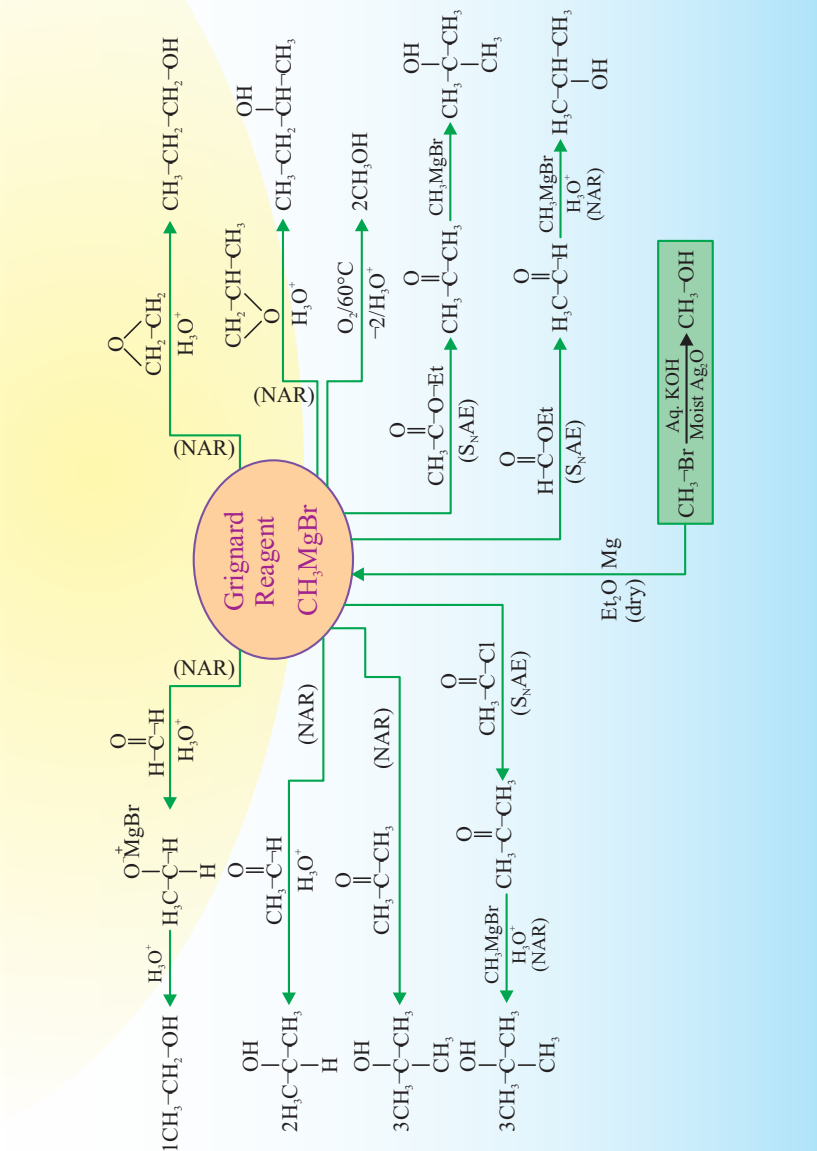 O
H–C–H
H₃O⁺
(NAR)
O⁻M⁺gBr
H₃C–C–H
H
H₃O⁺
1CH₃–CH₂–OH
O
CH₂–CH₂
H₃O⁺
(NAR)
CH₃–CH₂–CH₂–OH
O
CH₃–C–H
H₃O⁺
(NAR)
OH
2H₃C–C–CH₃
H
CH₂–CH–CH₃
O
H₃O⁺
(NAR)
OH
CH₃–CH₂–CH–CH₃
Grignard
Reagent
CH₃MgBr
O
CH₃–C–CH₃
(NAR)
OH
3CH₃–C–CH₃
CH₃
O₂/60°C
–2/H₃O⁺
2CH₃OH
O
CH₃–C–Cl
(SₙAE)
O
CH₃–C–CH₃
CH₃MgBr
H₃O⁺
(NAR)
OH
3CH₃–C–CH₃
CH₃
O
CH₃–C–O–Et
(SₙAE)
O
CH₃–C–CH₃
CH₃MgBr
OH
CH₃–C–CH₃
CH₃
O
H–C–OEt
(SₙAE)
O
H₃C–C–H
CH₃MgBr
H₃O⁺
(NAR)
H₃C–CH–CH₃
OH
Et₂O Mg
(dry)
CH₃–Br Aq. KOH CH₃–OH
Moist Ag₂O